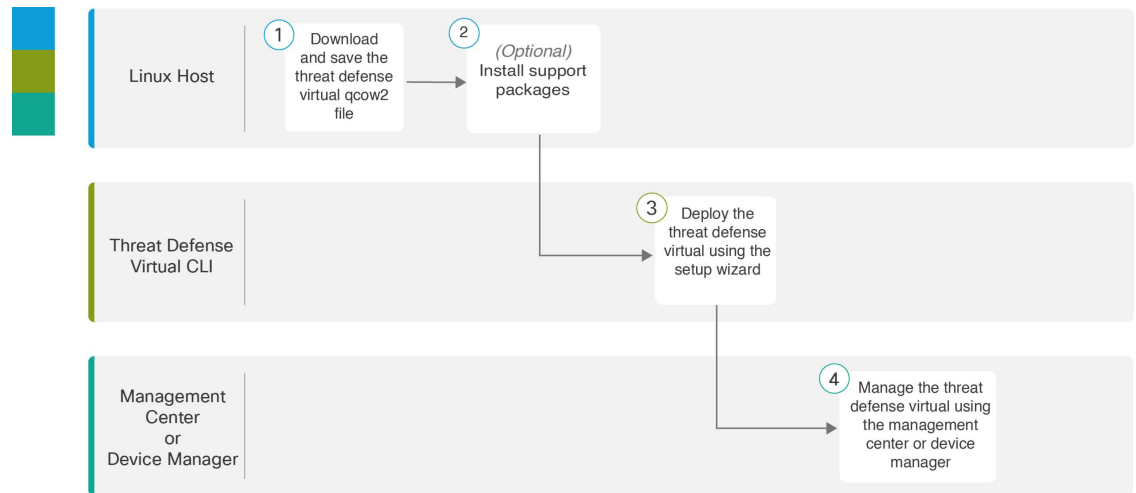 Linux Host
1
Download
and save the
threat defense
virtual qcow2
file
2
(Optional)
Install support
packages
Threat Defense
Virtual CLI
3
Deploy the
threat defense
virtual using the
setup wizard
Management
Center
or
Device Manager
4
Manage the threat
defense virtual using
the management
center or device
manager